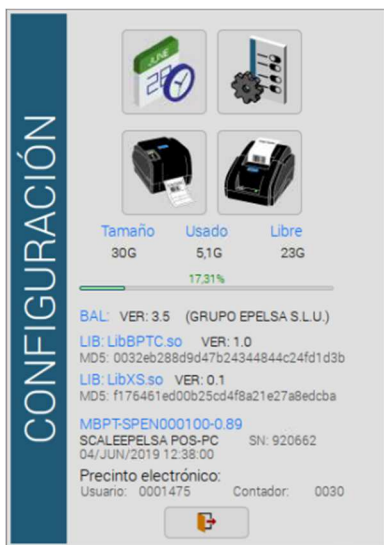 CONFIGURACIÓN
JUNE
28
Tamaño Usado Libre
30G 5,1G 23G
17,31%
BAL: VER: 3.5 (GRUPO EPELSA S.L.U.)
LIB: LibBPTC.so VER: 1.0
MD5: 0032eb288d9d47b24344844c24fd1d3b
LIB: LibXS.so VER: 0.1
MD5: f176461ed00b25cd4f8a21e27a8edcba
MBPT-SPEN000100-0.89
SCALEEPELSA POS-PC SN: 920662
04/JUN/2019 12:38:00
Precinto electrónico:
Usuario: 0001475 Contador: 0030